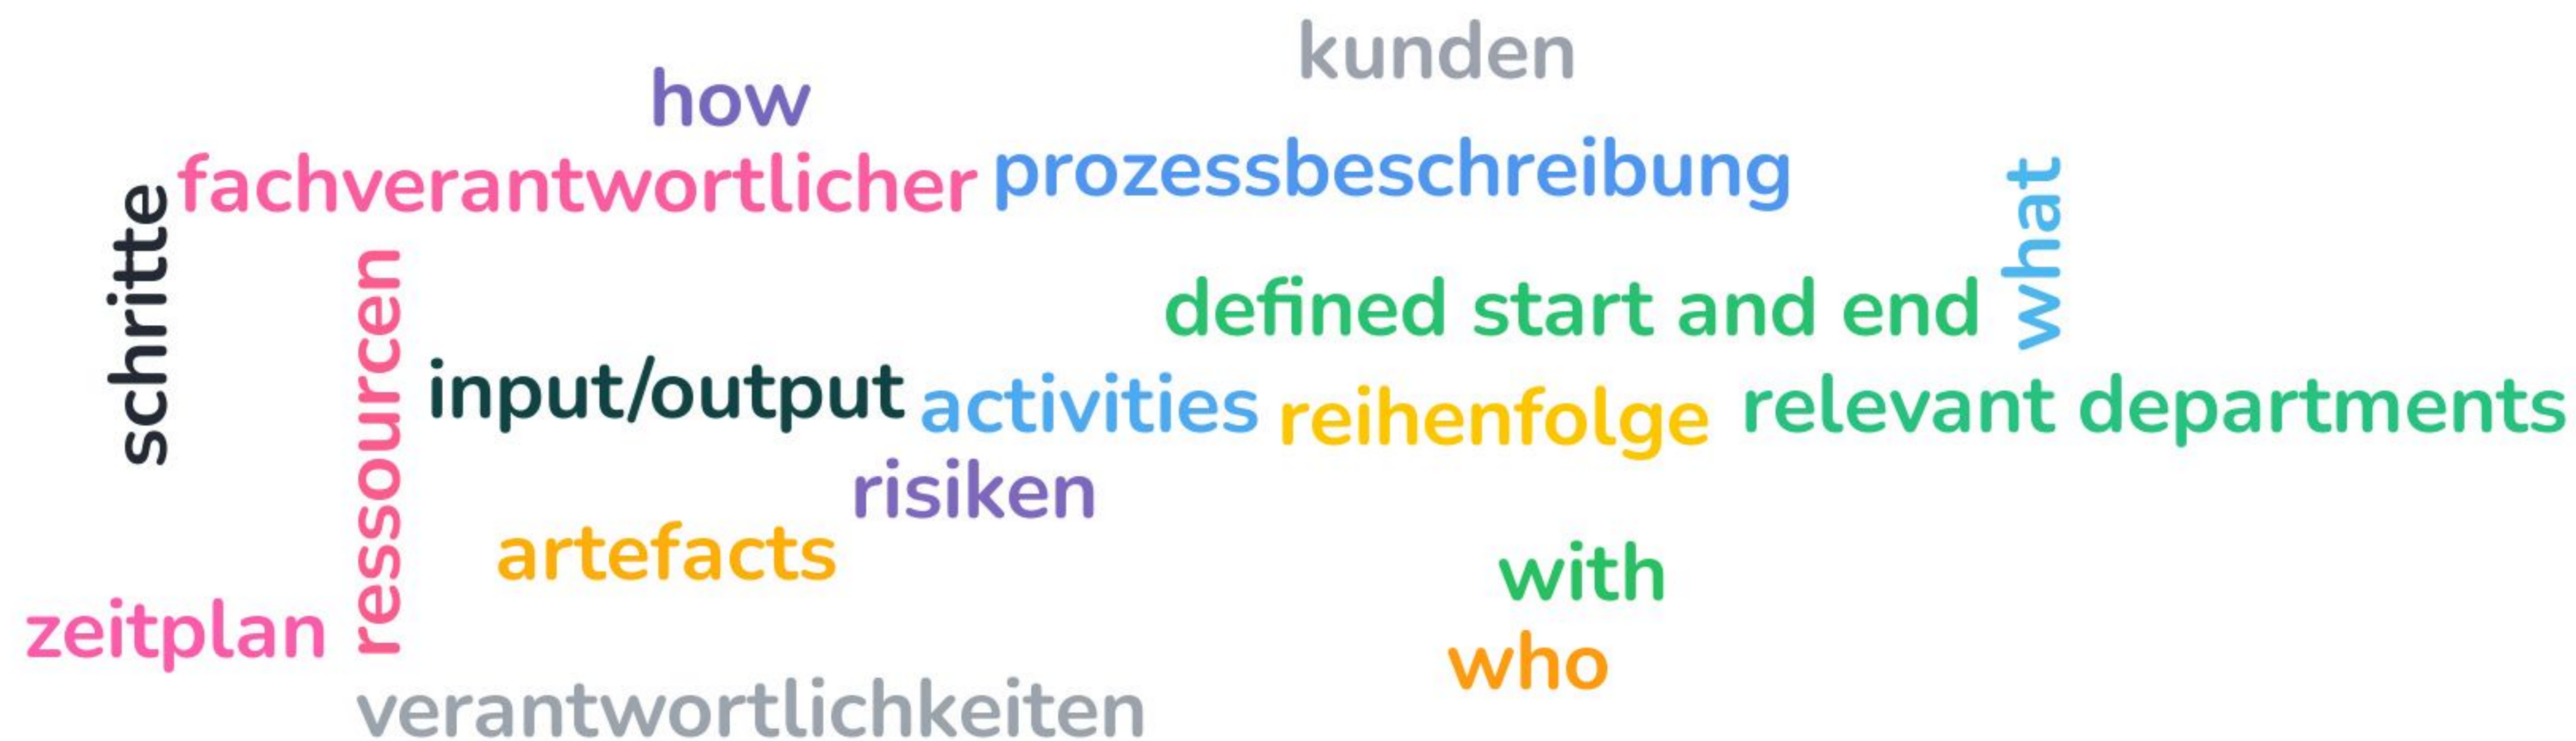 kunden
how
fachverantwortlicher
prozessbeschreibung
schritte
what
ressourcen
defined start and end
input/output
activities
reihenfolge
relevant departments
risiken
artefacts
with
zeitplan
who
verantwortlichkeiten